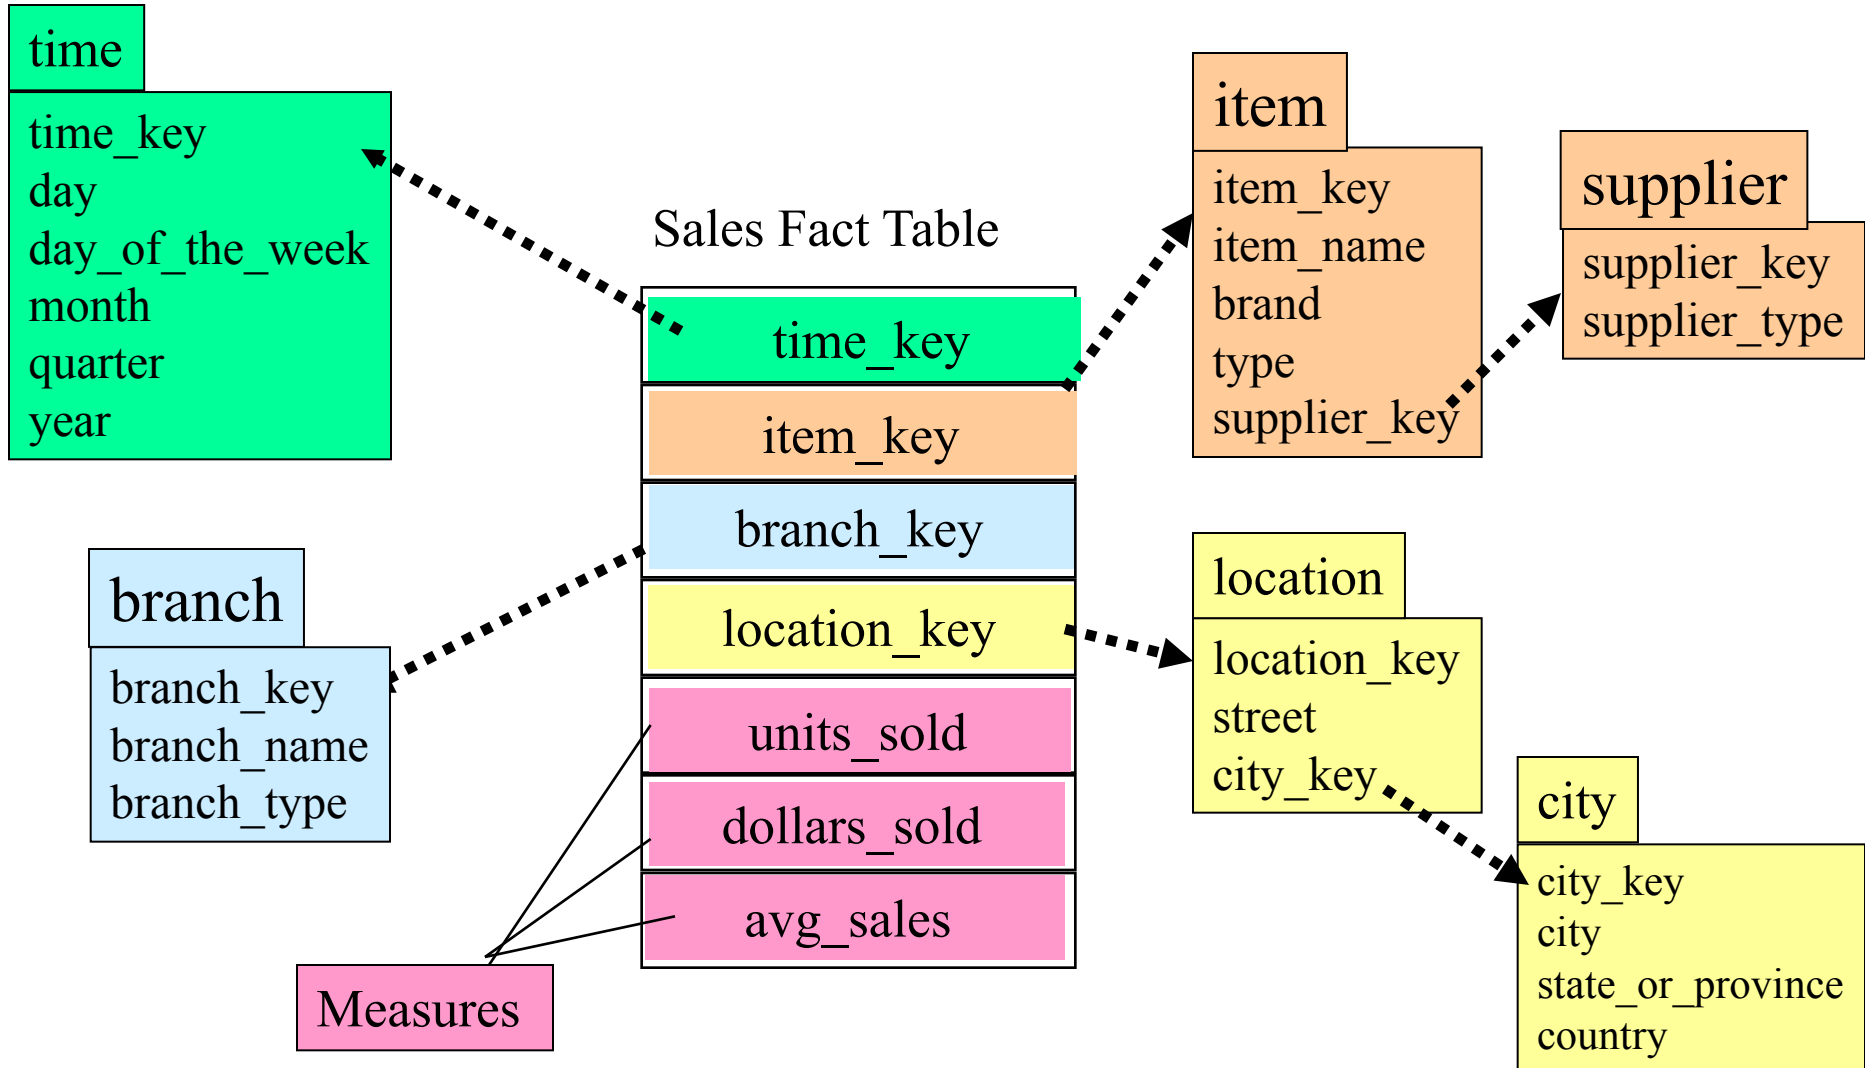 time
time_key
day
day_of_the_week
month
quarter
year
Sales Fact Table
time_key
item_key
branch_key
location_key
units_sold
dollars_sold
avg_sales
Measures
branch
branch_key
branch_name
branch_type
item
item_key
item_name
brand
type
supplier_key
supplier
supplier_key
supplier_type
location
location_key
street
city_key
city
city_key
city
state_or_province
country